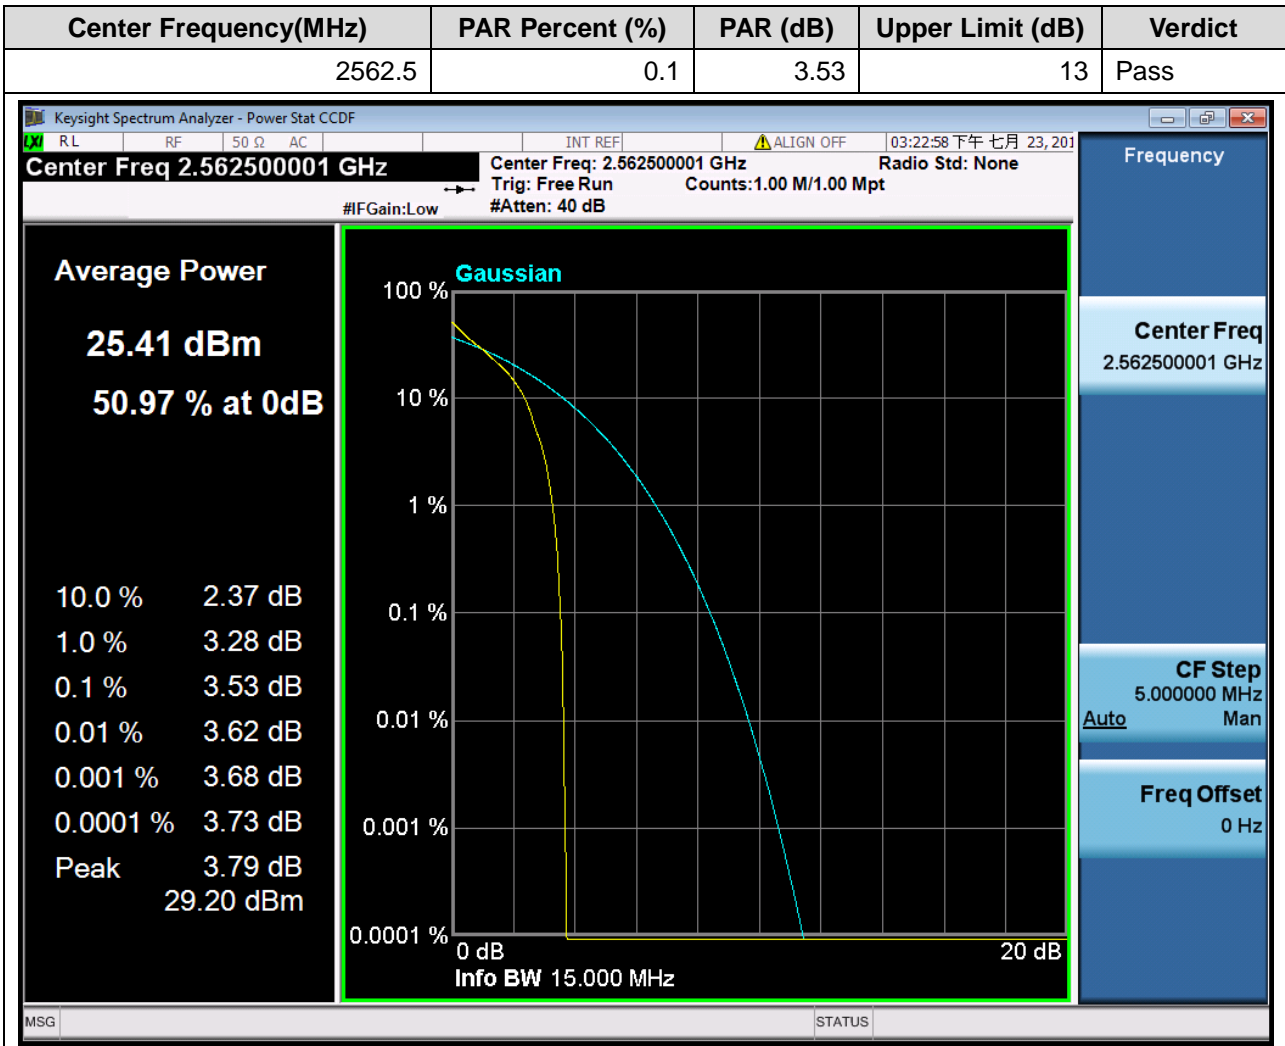 Center Frequency(MHz) PAR Percent (%) PAR (dB) Upper Limit (dB) Verdict
2562.5 0.1 3.53 13 Pass
Keysight Spectrum Analyzer - Power Stat CCDF
LXI RL RF 50 Ω AC INT REF ALIGN OFF 03:22:58 下午 七月 23, 201
Center Freq 2.562500001 GHz
Center Freq: 2.562500001 GHz Radio Std: None
Trig: Free Run Counts:1.00 M/1.00 Mpt
#IFGain:Low #Atten: 40 dB
Frequency
Average Power
25.41 dBm
50.97 % at 0dB
10.0 % 2.37 dB
1.0 % 3.28 dB
0.1 % 3.53 dB
0.01 % 3.62 dB
0.001 % 3.68 dB
0.0001 % 3.73 dB
Peak 3.79 dB
29.20 dBm
Gaussian
100 %
10 %
1 %
0.1 %
0.01 %
0.001 %
0.0001 %
0 dB 20 dB
Info BW 15.000 MHz
Center Freq
2.562500001 GHz
CF Step
5.000000 MHz
Auto Man
Freq Offset
0 Hz
MSG STATUS